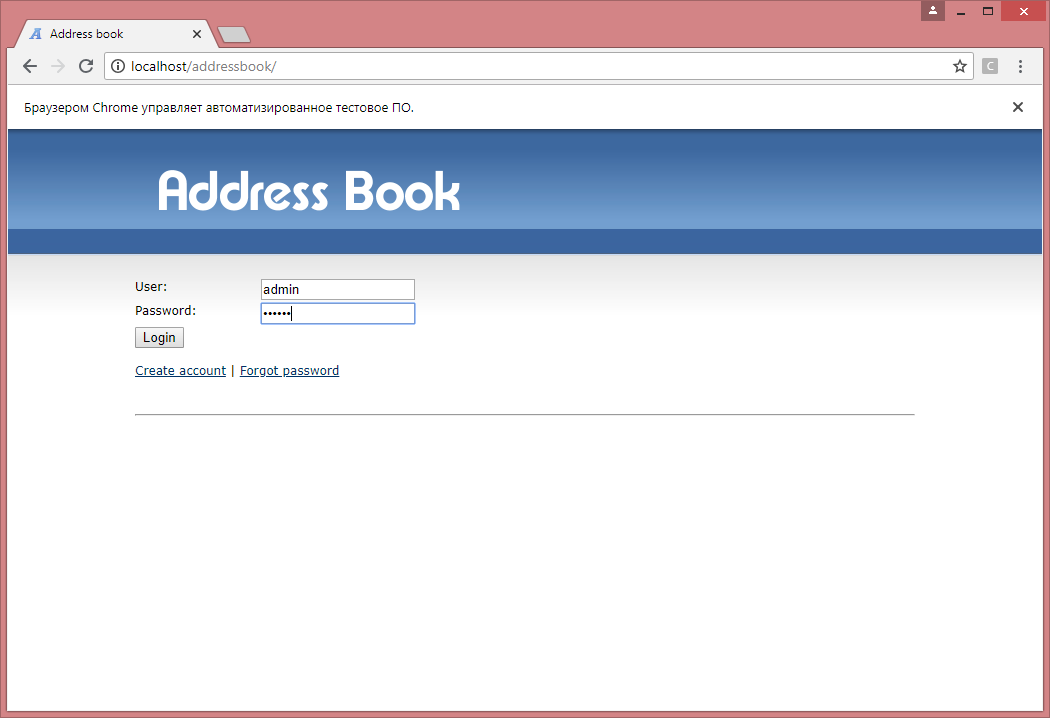 Address book
localhost/addressbook/
C
Браузером Chrome управляет автоматизированное тестовое ПО.
Address Book
User: admin
Password: ••••••
Login
Create account | Forgot password